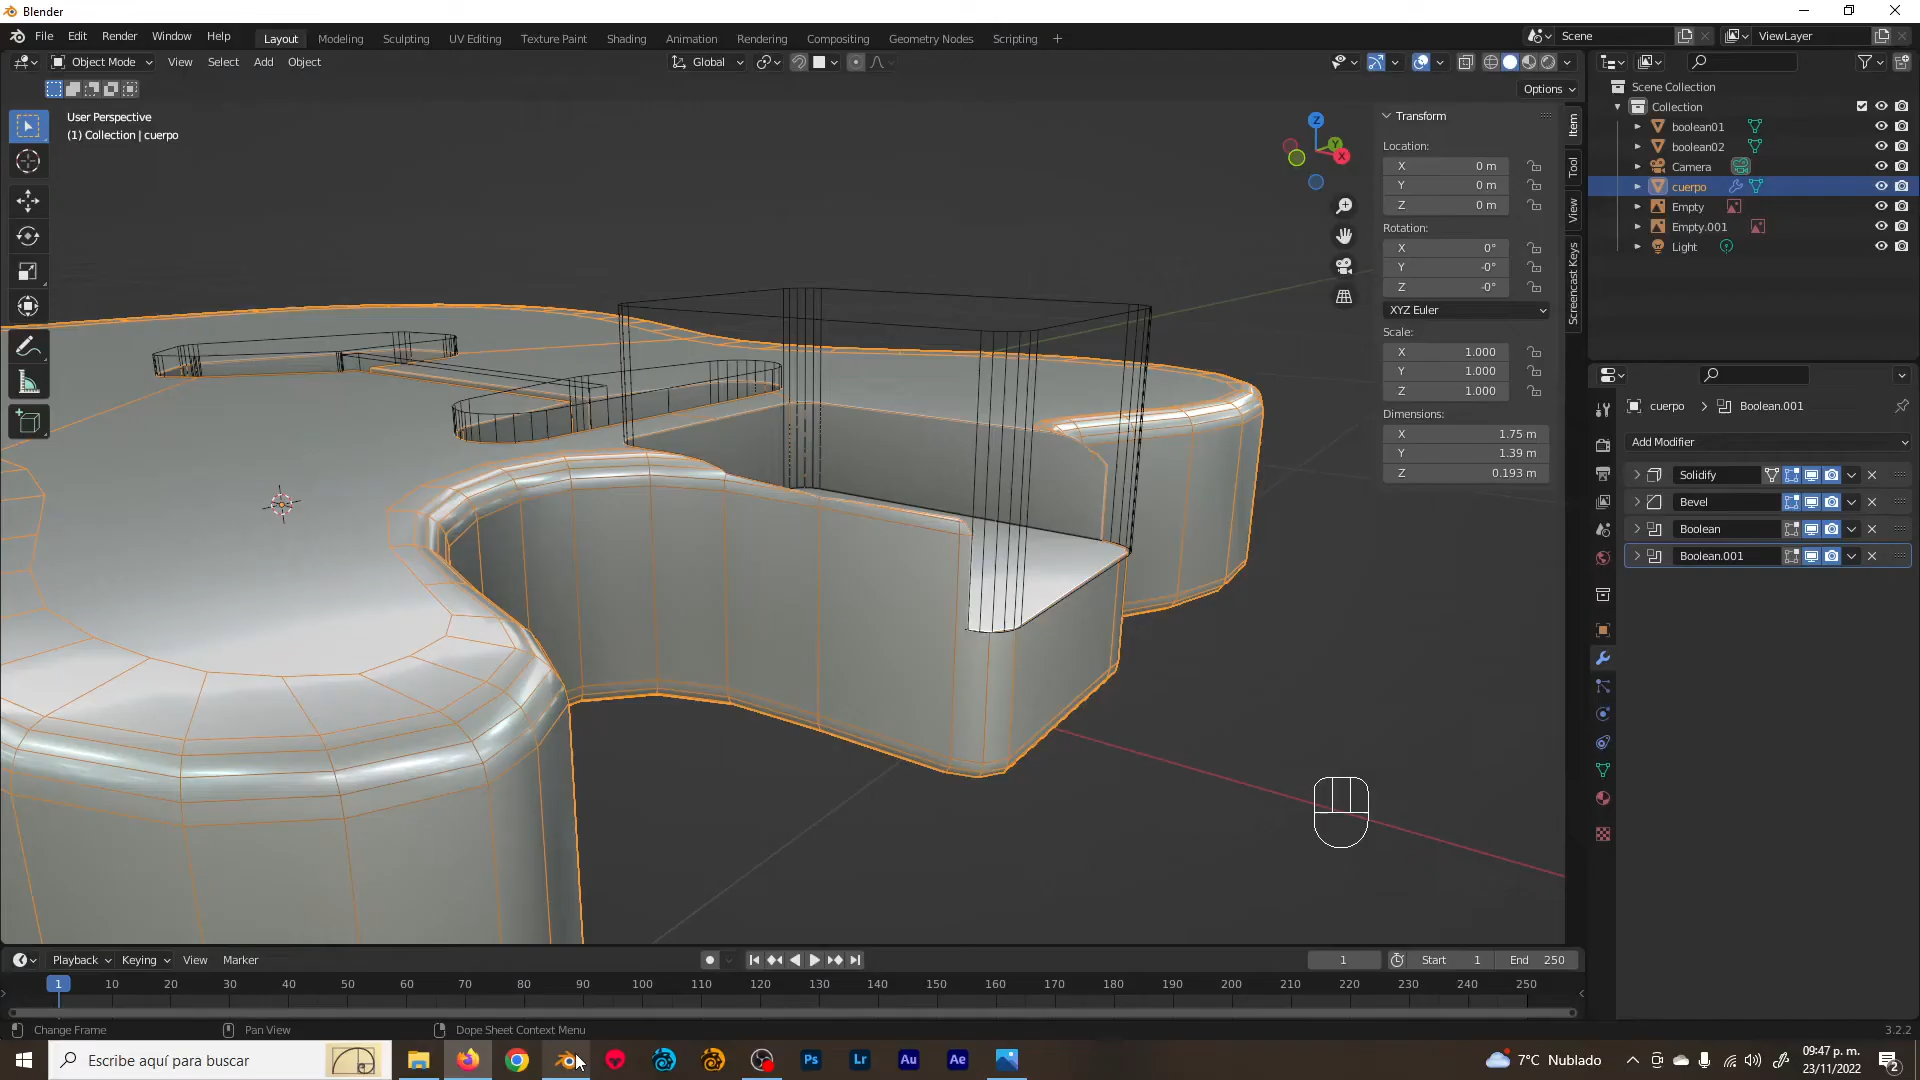 Blender
File Edit Render Window Help
Layout Modeling Sculpting UV Editing Texture Paint Shading Animation Rendering Compositing Geometry Nodes Scripting
Scene
ViewLayer
Object Mode View Select Add Object
Global
Options
User Perspective
(1) Collection | cuerpo
Z
Y
X
Transform
Location:
X 0 m
Y 0 m
Z 0 m
Rotation:
X 0°
Y -0°
Z -0°
XYZ Euler
Scale:
X 1.000
Y 1.000
Z 1.000
Dimensions:
X 1.75 m
Y 1.39 m
Z 0.193 m
Item
Tool
View
Screencast Keys
Scene Collection
Collection
boolean01
boolean02
Camera
cuerpo
Empty
Empty.001
Light
cuerpo Boolean.001
Add Modifier
Solidify
Bevel
Boolean
Boolean.001
Playback Keying View Marker
1
Start 1
End 250
1 10 20 30 40 50 60 70 80 90 100 110 120 130 140 150 160 170 180 190 200 210 220 230 240 250
Change Frame
Pan View
Dope Sheet Context Menu
3.2.2
Escribe aquí para buscar
Ps
Lr
Au
Ae
7°C Nublado
09:47 p. m.
23/11/2022
2